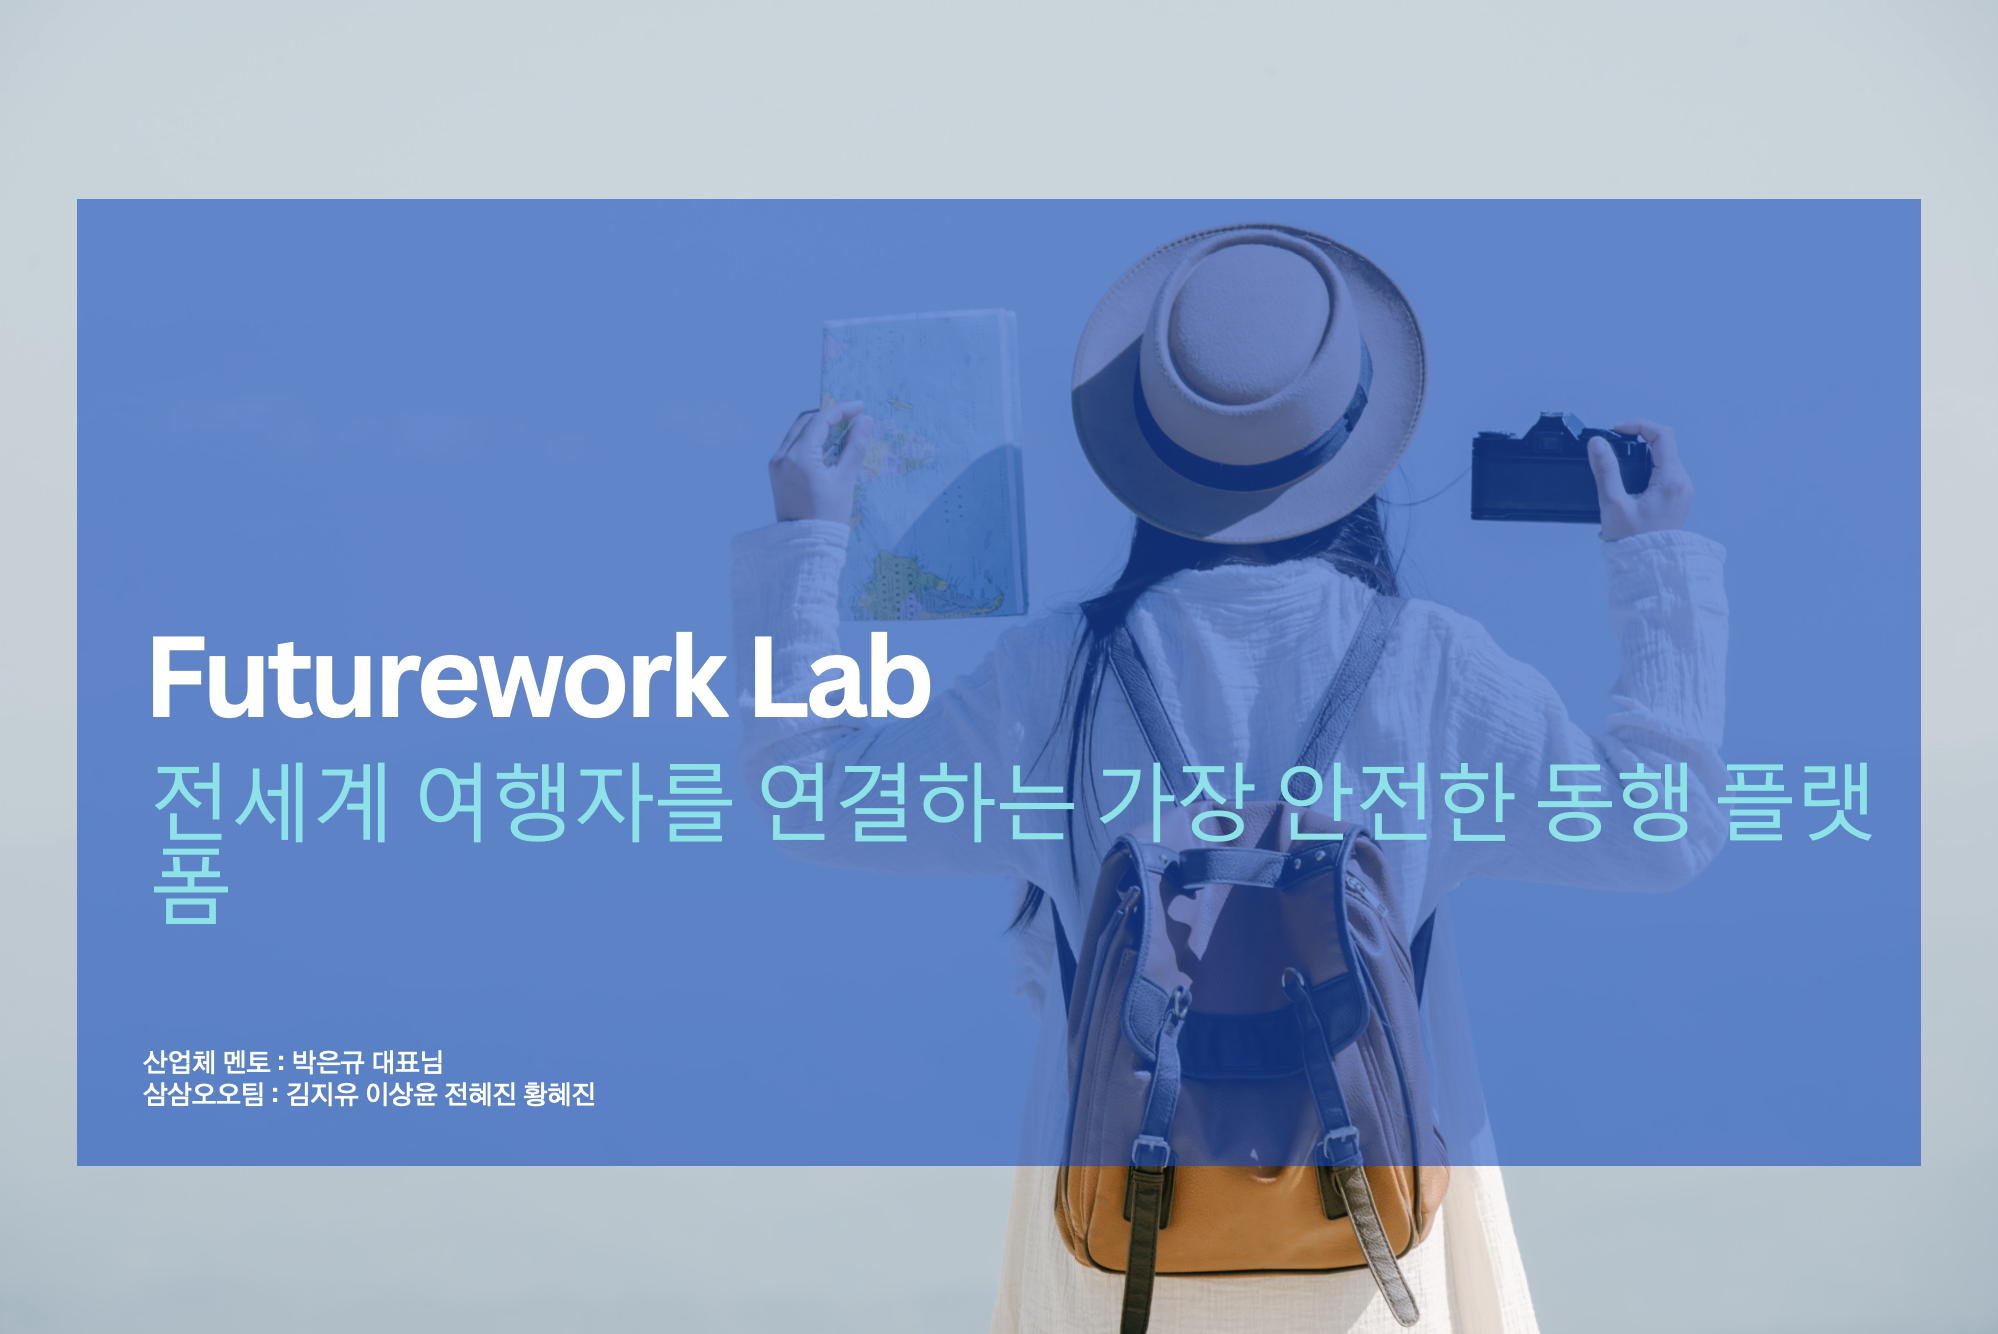 Futurework Lab
전세계 여행자를 연결하는 가장 안전한 동행 플랫
폼
산업체 멘토 : 박은규 대표님
삼삼오오팀 : 김지유 이상윤 전혜진 황혜진